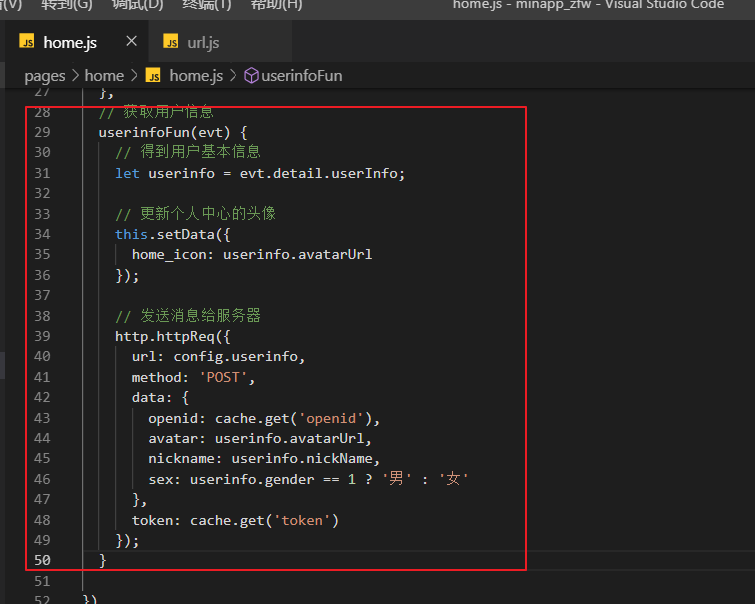 (V) 转到(G) 调试(D) 终端(T) 帮助(H) home.js - minapp_zfw - Visual Studio Code
JS home.js × JS url.js
pages > home > JS home.js > userinfoFun
27 },
28 // 获取用户信息
29 userinfoFun(evt) {
30 // 得到用户基本信息
31 let userinfo = evt.detail.userInfo;
32
33 // 更新个人中心的头像
34 this.setData({
35 home_icon: userinfo.avatarUrl
36 });
37
38 // 发送消息给服务器
39 http.httpReq({
40 url: config.userinfo,
41 method: 'POST',
42 data: {
43 openid: cache.get('openid'),
44 avatar: userinfo.avatarUrl,
45 nickname: userinfo.nickName,
46 sex: userinfo.gender == 1 ? '男' : '女'
47 },
48 token: cache.get('token')
49 });
50 }
51
52 })